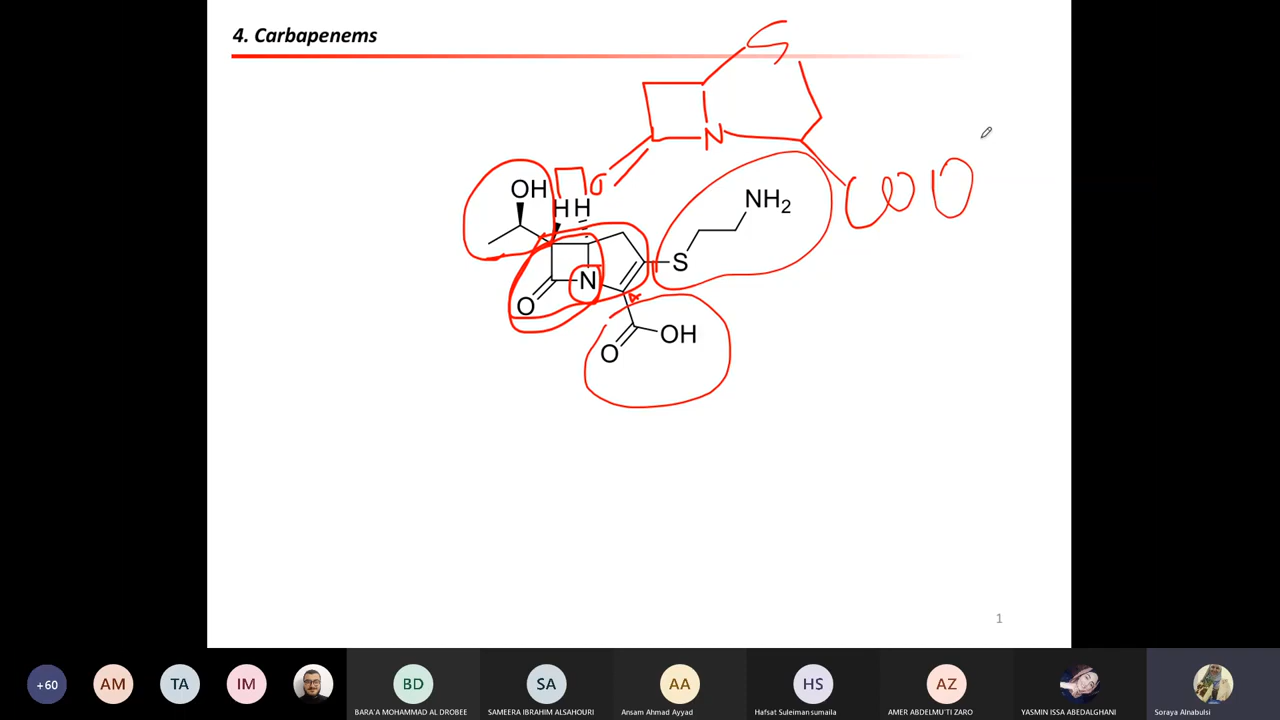 4. Carbapenems
S
N
O
COO
OH
H H
NH2
S
N
O
OH
O
1
+60
AM
TA
IM
BD
SA
AA
HS
AZ
BARA'A MOHAMMAD AL DROBEE
SAMEERA IBRAHIM ALSAHOURI
Ansam Ahmad Ayyad
Hafsat Suleiman sumaila
AMER ABDELMU'TI ZARO
YASMIN ISSA ABEDALGHANI
Soraya Alnabulsi